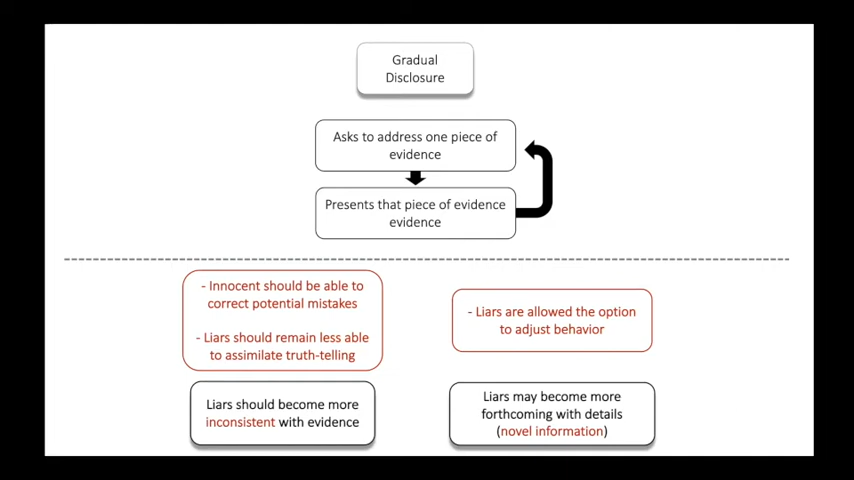 Gradual
Disclosure
Asks to address one piece of
evidence
Presents that piece of evidence
evidence
- Innocent should be able to
correct potential mistakes
- Liars should remain less able
to assimilate truth-telling
- Liars are allowed the option
to adjust behavior
Liars should become more
inconsistent with evidence
Liars may become more
forthcoming with details
(novel information)